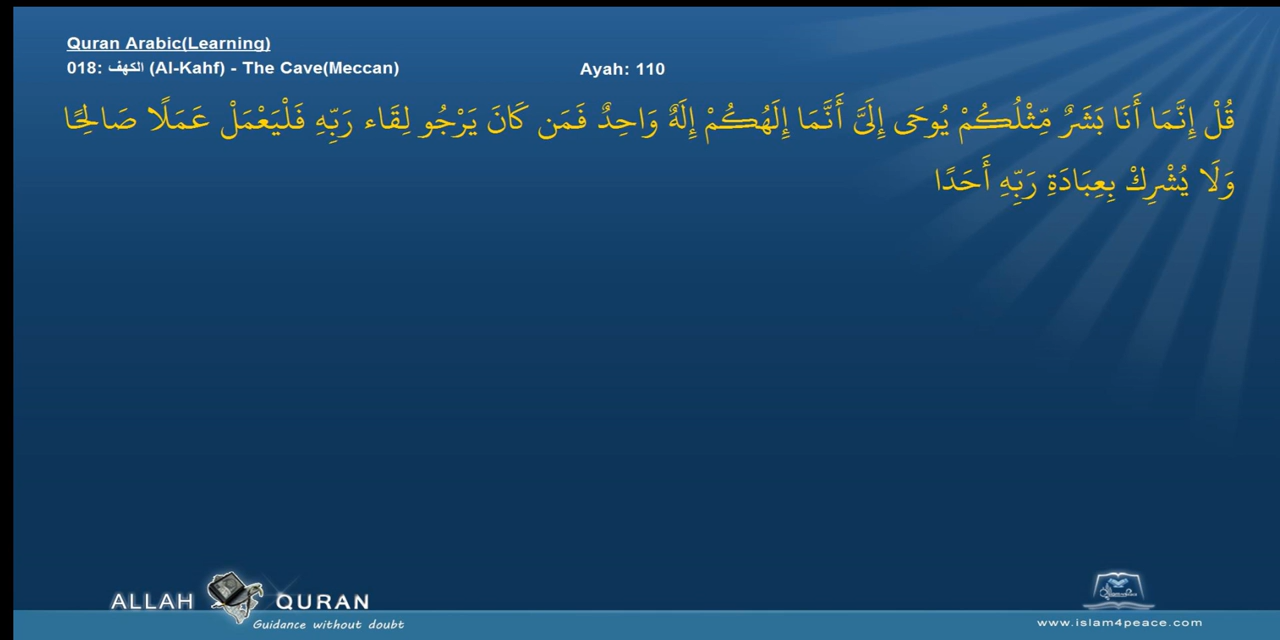 Quran Arabic(Learning)
018: الكهف (Al-Kahf) - The Cave(Meccan) Ayah: 110
قُلْ إِنَّمَا أَنَا بَشَرٌ مِّثْلُكُمْ يُوحَى إِلَيَّ أَنَّمَا إِلَهُكُمْ إِلَهٌ وَاحِدٌ فَمَن كَانَ يَرْجُو لِقَاء رَبِّهِ فَلْيَعْمَلْ عَمَلًا صَالِحًا
وَلَا يُشْرِكْ بِعِبَادَةِ رَبِّهِ أَحَدًا
ALLAH QURAN
Guidance without doubt
www.islam4peace.com